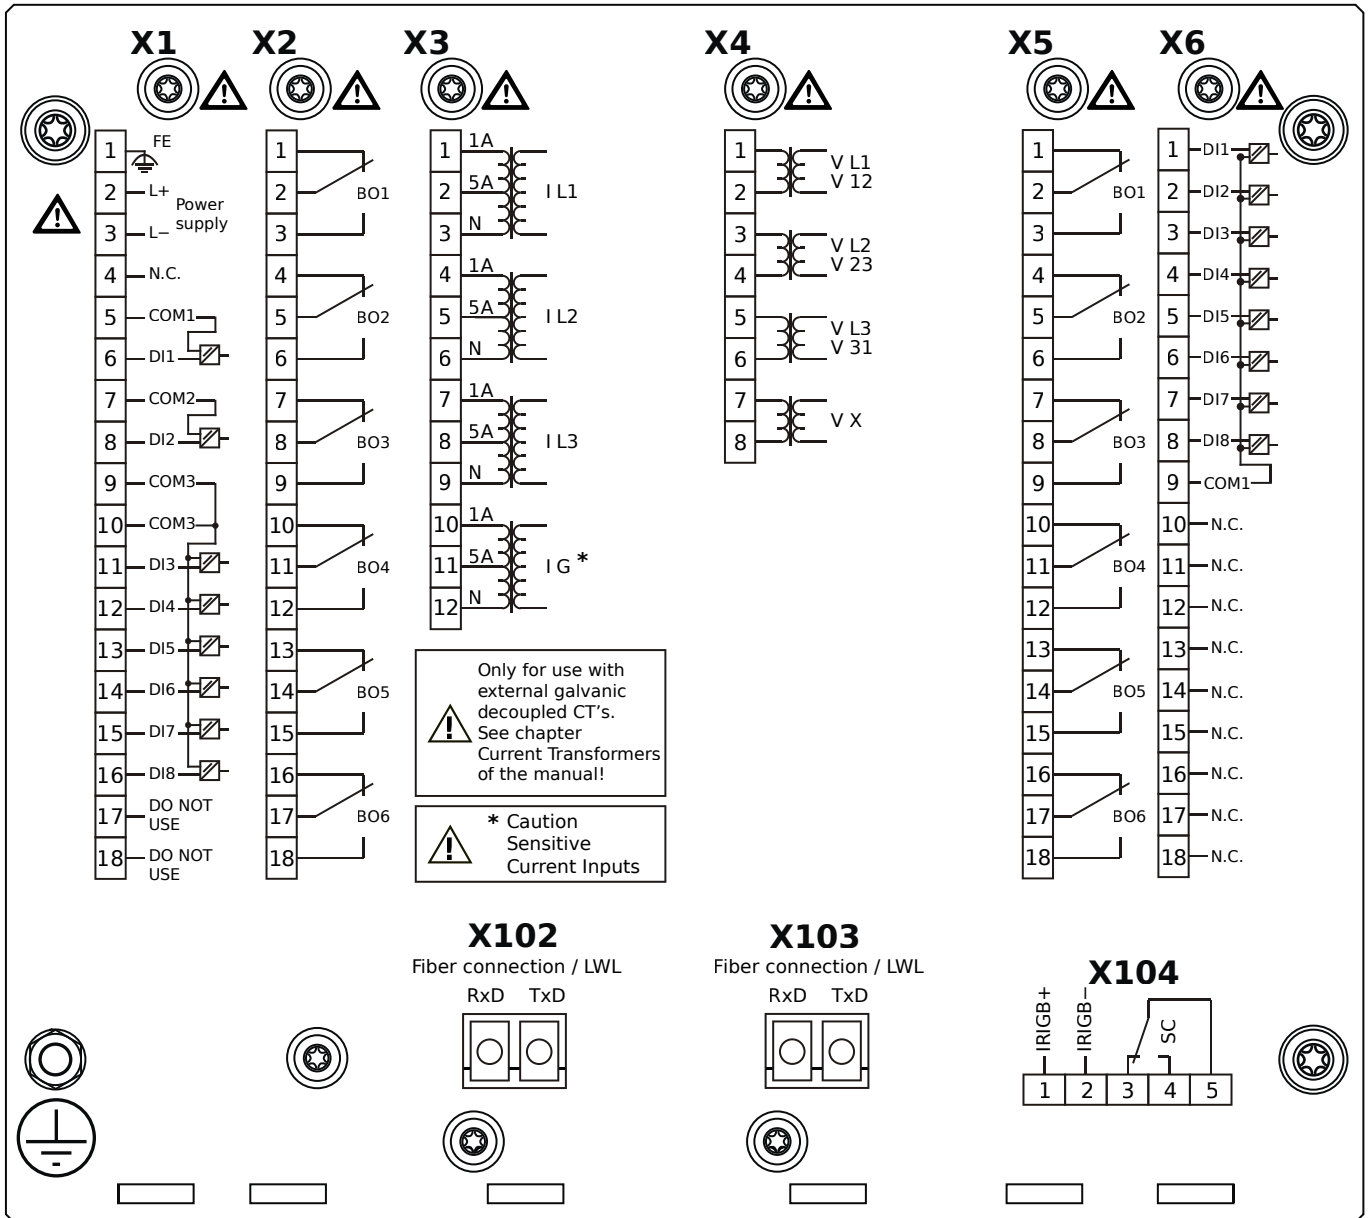 X1 X2 X3 X4 X5 X6
1 FE
2 L+
Power
supply
3 L−
4 N.C.
5 COM1
6 DI1
7 COM2
8 DI2
9 COM3
10 COM3
11 DI3
12 DI4
13 DI5
14 DI6
15 DI7
16 DI8
17 DO NOT
USE
18 DO NOT
USE
1
2 BO1
3
4
5 BO2
6
7
8 BO3
9
10
11 BO4
12
13
14 BO5
15
16
17 BO6
18
1 1A
2 5A I L1
3 N
4 1A
5 5A I L2
6 N
7 1A
8 5A I L3
9 N
10 1A
11 5A I G *
12 N
Only for use with
external galvanic
decoupled CT's.
See chapter
Current Transformers
of the manual!
* Caution
Sensitive
Current Inputs
1 V L1
2 V 12
3 V L2
4 V 23
5 V L3
6 V 31
7 V X
8
1
2 BO1
3
4
5 BO2
6
7
8 BO3
9
10
11 BO4
12
13
14 BO5
15
16
17 BO6
18
1 DI1
2 DI2
3 DI3
4 DI4
5 DI5
6 DI6
7 DI7
8 DI8
9 COM1
10 N.C.
11 N.C.
12 N.C.
13 N.C.
14 N.C.
15 N.C.
16 N.C.
17 N.C.
18 N.C.
X102
Fiber connection / LWL
RxD TxD
X103
Fiber connection / LWL
RxD TxD
X104
IRIGB+
IRIGB−
SC
1 2 3 4 5